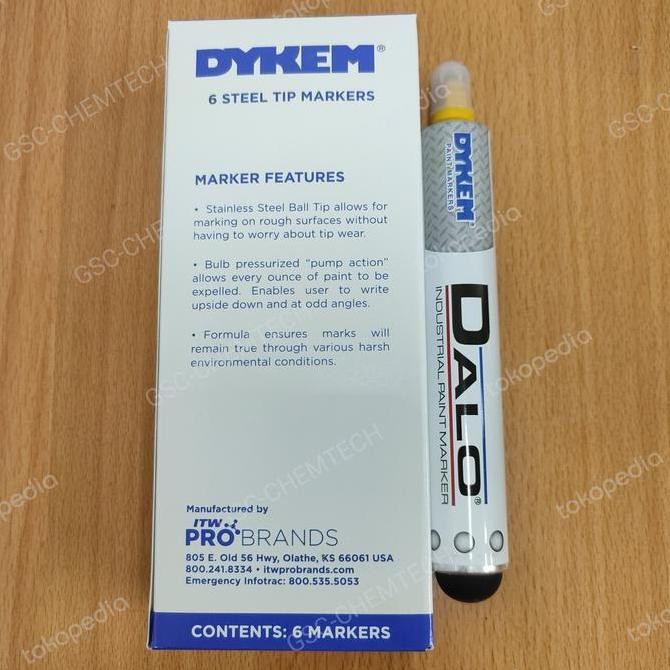 DYKEM®
6 STEEL TIP MARKERS
MARKER FEATURES
• Stainless Steel Ball Tip allows for
marking on rough surfaces without
having to worry about tip wear.
• Bulb pressurized "pump action"
allows every ounce of paint to be
expelled. Enables user to write
upside down and at odd angles.
• Formula ensures marks will
remain true through various harsh
environmental conditions.
Manufactured by
ITW
PRO BRANDS
805 E. Old 56 Hwy, Olathe, KS 66061 USA
800.241.8334 • itwprobrands.com
Emergency Infotrac: 800.535.5053
CONTENTS: 6 MARKERS
DYKEM
PAINT MARKERS
DALO®
INDUSTRIAL PAINT MARKER
GSC-CHEMTECH
tokopedia
GSC-CHEMTECH
tokopedia
GSC-CHEMTECH
tokopedia
GSC-CHEMTECH
tokopedia